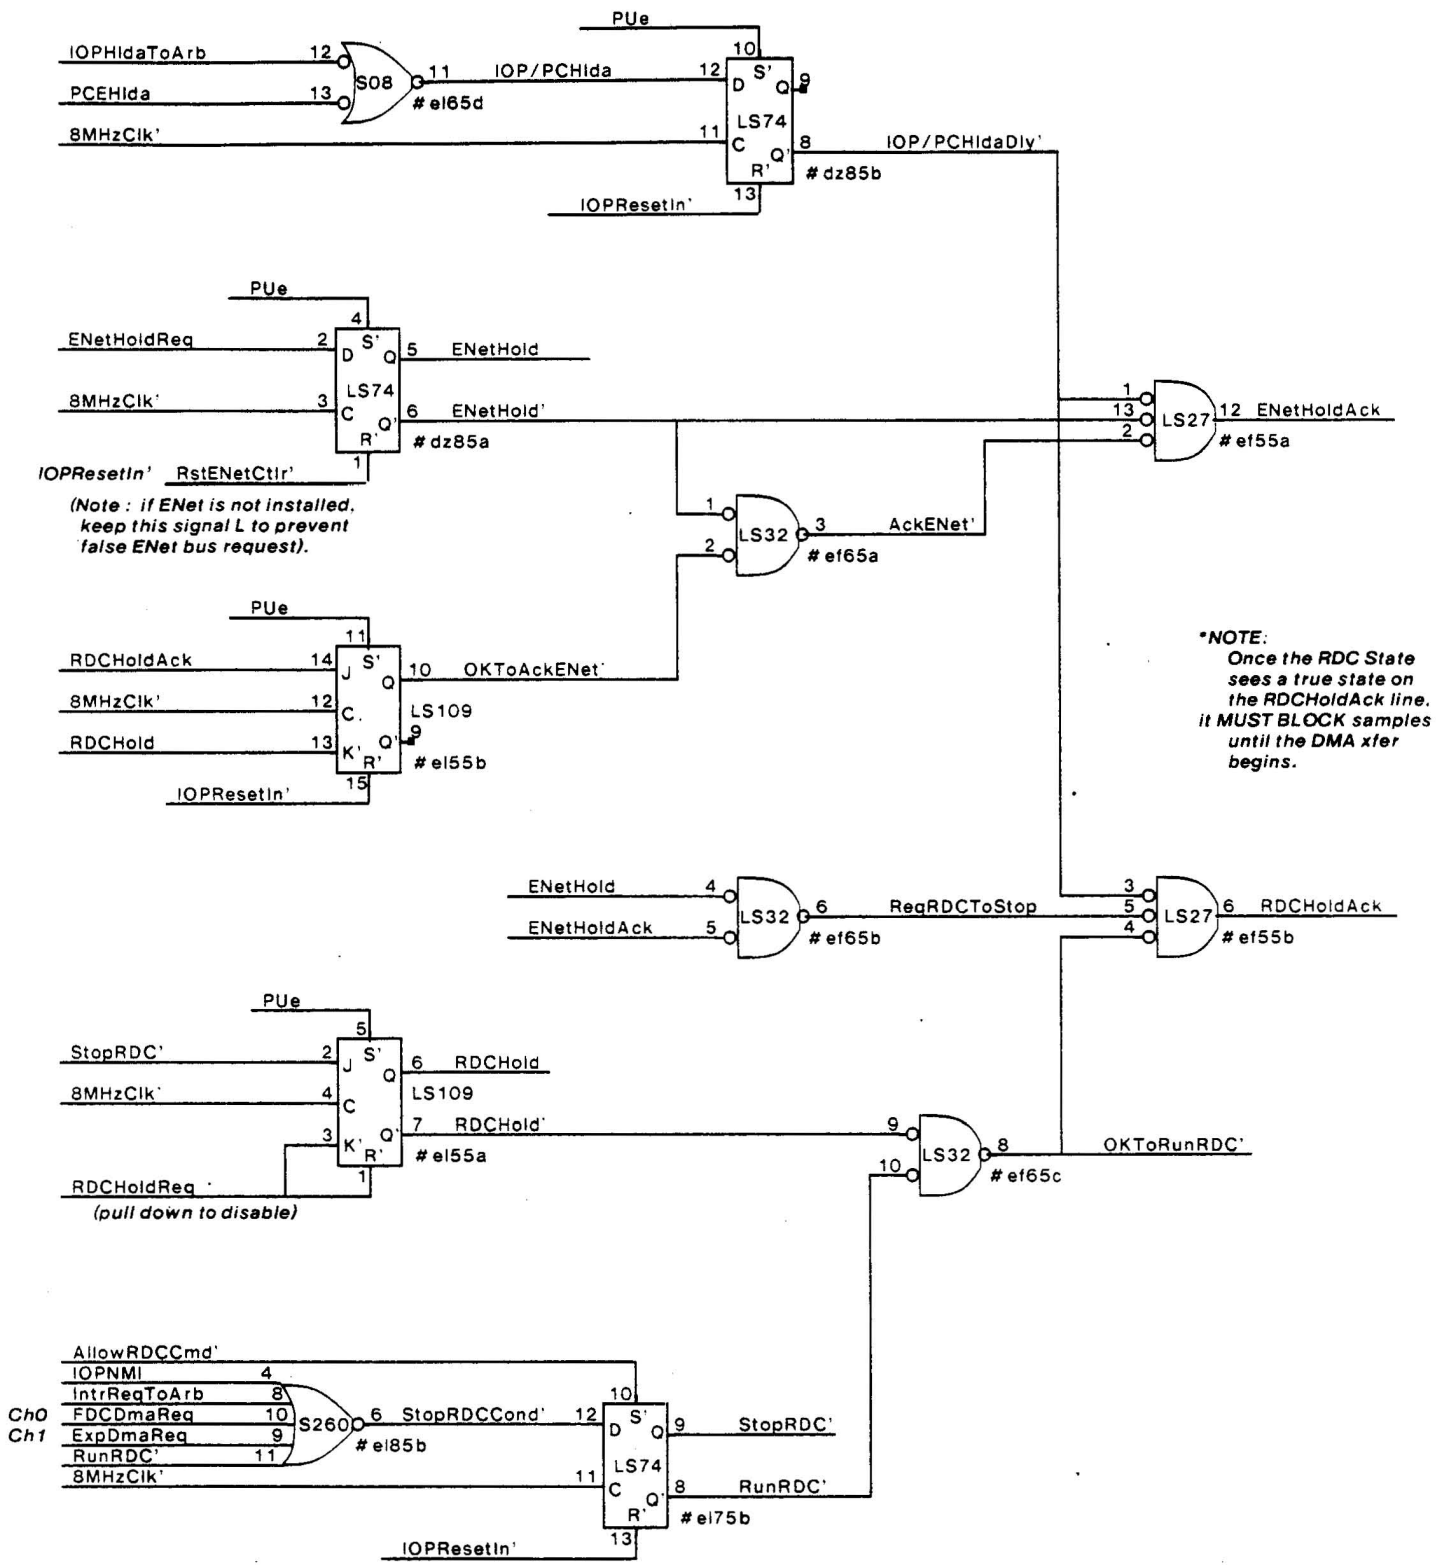 PUe
IOPHldaToArb 12
S08
11 IOP/PCHlda 12
#el65d
PCEHlda 13
8MHzClk' 11
10
S'
D Q 9
LS74
C Q' 8
R'
#dz85b
13
IOPResetIn'
IOP/PCHldaDly'
PUe
4
ENetHoldReq 2
D S' Q 5 ENetHold
LS74
8MHzClk' 3
C Q' 6 ENetHold'
R'
#dz85a
1
IOPResetIn' RstENetCtlr'
(Note : if ENet is not installed,
keep this signal L to prevent
false ENet bus request).
1
13
2
LS27
12 ENetHoldAck
#ef55a
1
2
LS32
3 AckENet'
#ef65a
PUe
11
RDCHoldAck 14
J S' Q 10 OKToAckENet'
8MHzClk' 12
C LS109
RDCHold 13
K' Q' 9
R'
#el55b
15
IOPResetIn'
*NOTE:
Once the RDC State
sees a true state on
the RDCHoldAck line,
it MUST BLOCK samples
until the DMA xfer
begins.
ENetHold 4
ENetHoldAck 5
LS32
6 ReqRDCToStop
#ef65b
3
5
4
LS27
6 RDCHoldAck
#ef55b
PUe
5
StopRDC' 2
J S' Q 6 RDCHold
LS109
8MHzClk' 4
C
3
K' Q' 7 RDCHold'
R'
#el55a
1
RDCHoldReq
(pull down to disable)
9
10
LS32
8 OKToRunRDC'
#ef65c
AllowRDCCmd'
IOPNMI 4
IntrReqToArb 8
Ch0 FDCDmaReq 10
Ch1 ExpDmaReq 9
RunRDC' 11
8MHzClk' 11
S260
6 StopRDCCond' 12
#el85b
10
S'
D Q 9 StopRDC'
LS74
C Q' 8 RunRDC'
R'
#el75b
13
IOPResetIn'